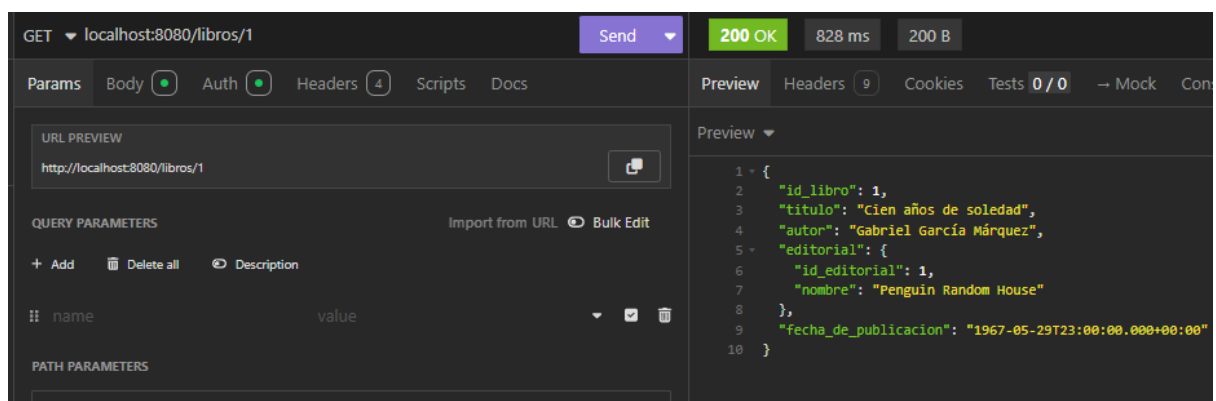 GET localhost:8080/libros/1 Send
Params Body Auth Headers 4 Scripts Docs
URL PREVIEW
http://localhost:8080/libros/1
QUERY PARAMETERS Import from URL Bulk Edit
+ Add Delete all Description
name value
PATH PARAMETERS
200 OK 828 ms 200 B
Preview Headers 9 Cookies Tests 0 / 0 → Mock Cons
Preview
1 {
2 "id_libro": 1,
3 "titulo": "Cien años de soledad",
4 "autor": "Gabriel García Márquez",
5 "editorial": {
6 "id_editorial": 1,
7 "nombre": "Penguin Random House"
8 },
9 "fecha_de_publicacion": "1967-05-29T23:00:00.000+00:00"
10 }